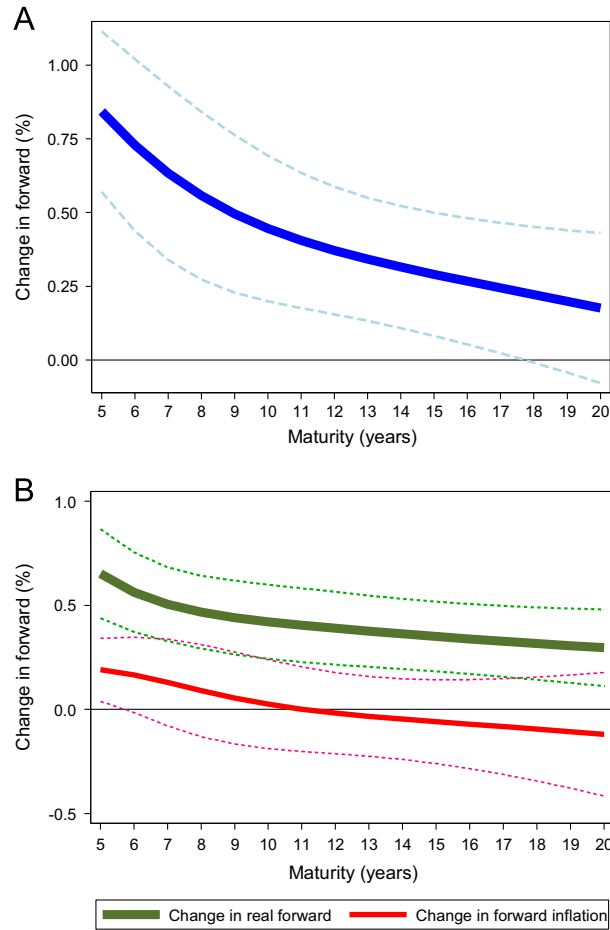 A
Change in forward (%)
1.00
0.75
0.50
0.25
0.00
5 6 7 8 9 10 11 12 13 14 15 16 17 18 19 20
Maturity (years)
B
Change in forward (%)
1.0
0.5
0.0
-0.5
5 6 7 8 9 10 11 12 13 14 15 16 17 18 19 20
Maturity (years)
Change in real forward Change in forward inflation